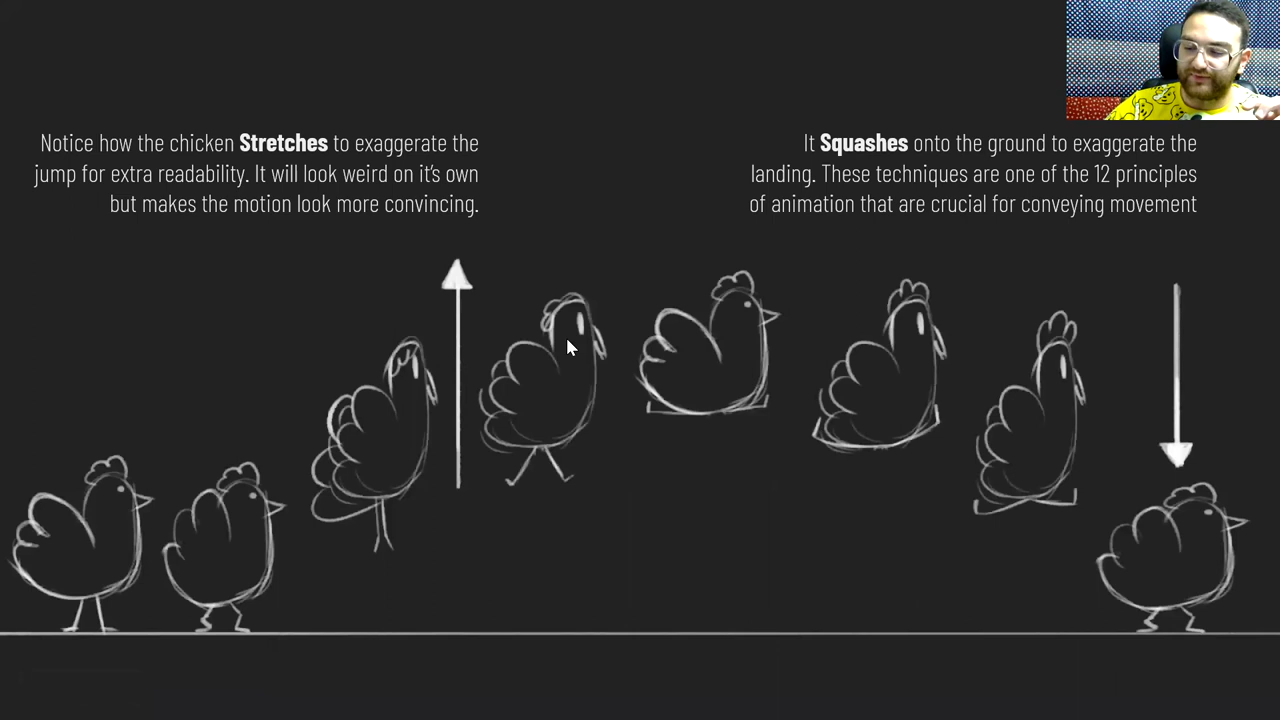 Notice how the chicken Stretches to exaggerate the
jump for extra readability. It will look weird on it's own
but makes the motion look more convincing.
It Squashes onto the ground to exaggerate the
landing. These techniques are one of the 12 principles
of animation that are crucial for conveying movement